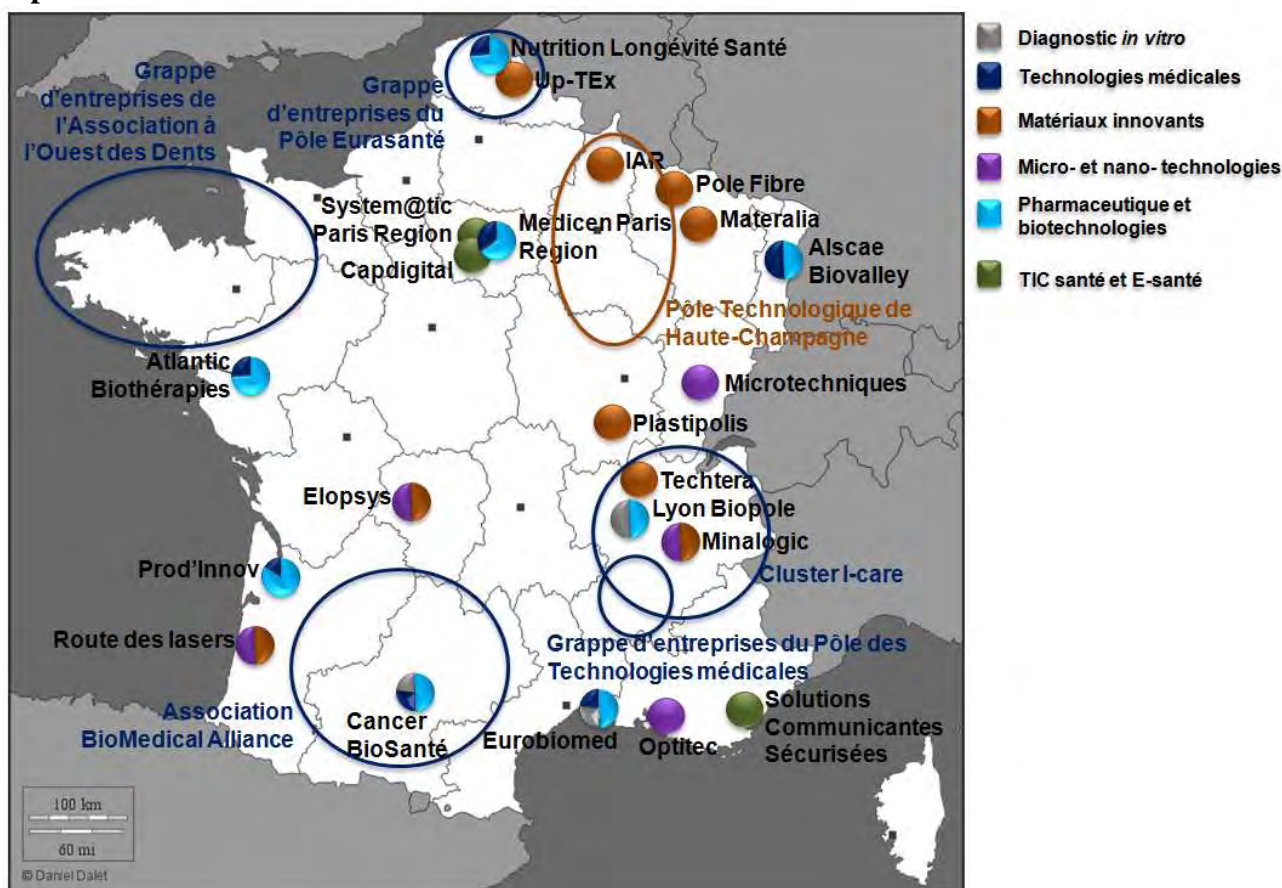 Nutrition Longévité Santé
Up-TEx
Grappe
d'entreprises de
l'Association à
l'Ouest des Dents
Grappe
d'entreprises du
Pôle Eurasanté
IAR
Pole Fibre
Materalia
System@tic
Paris Region
Capdigital
Medicen Paris
Region
Alscae
Biovalley
Pôle Technologique de
Haute-Champagne
Atlantic
Biothérapies
Microtechniques
Plastipolis
Elopsys
Techtera
Lyon Biopole
Minalogic
Prod'Innov
Cluster I-care
Route des lasers
Grappe d'entreprises du Pôle des
Technologies médicales
Association
BioMedical Alliance
Cancer
BioSanté
Eurobiomed
Optitec
Solutions
Communicantes
Sécurisées
100 km
60 mi
© Daniel Dalet
Diagnostic in vitro
Technologies médicales
Matériaux innovants
Micro- et nano- technologies
Pharmaceutique et
biotechnologies
TIC santé et E-santé